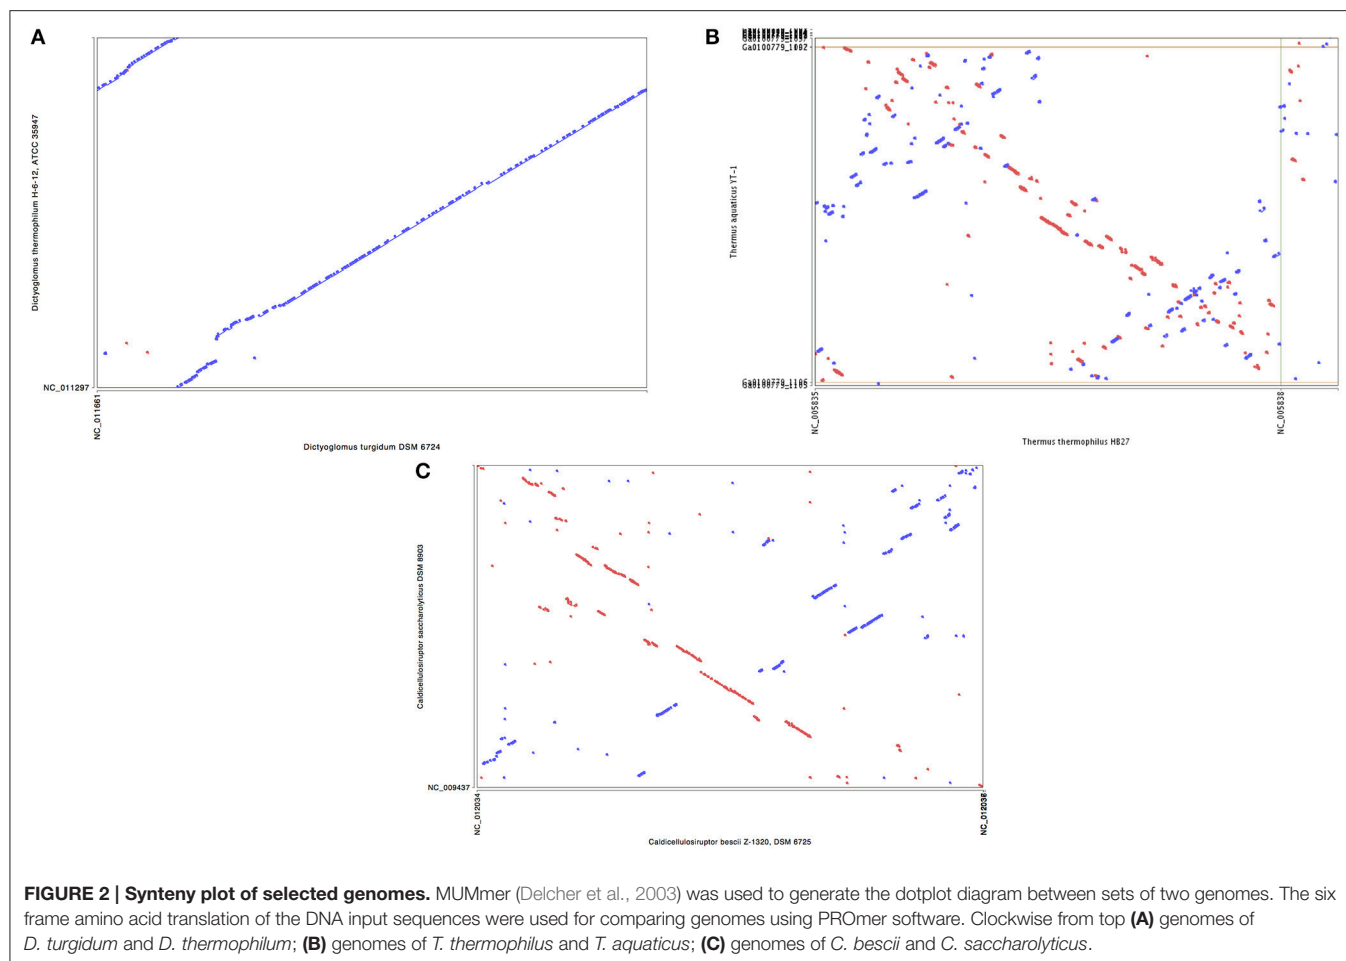 A
Dictyoglomus thermophilum H-6-12, ATCC 35947
NC_011297
NC_011661
Dictyoglomus turgidum DSM 6724
B
Ga0100779_1102
Thermus aquaticus YT-1
Ga0100779_1106
Ga0100779_1105
NC_005835
NC_005838
Thermus thermophilus HB27
C
Caldicellulosiruptor saccharolyticus DSM 8903
NC_009437
NC_012034
Caldicellulosiruptor bescii Z-1320, DSM 6725
FIGURE 2 | Synteny plot of selected genomes. MUMmer (Delcher et al., 2003) was used to generate the dotplot diagram between sets of two genomes. The six
frame amino acid translation of the DNA input sequences were used for comparing genomes using PROmer software. Clockwise from top (A) genomes of
D. turgidum and D. thermophilum; (B) genomes of T. thermophilus and T. aquaticus; (C) genomes of C. bescii and C. saccharolyticus.